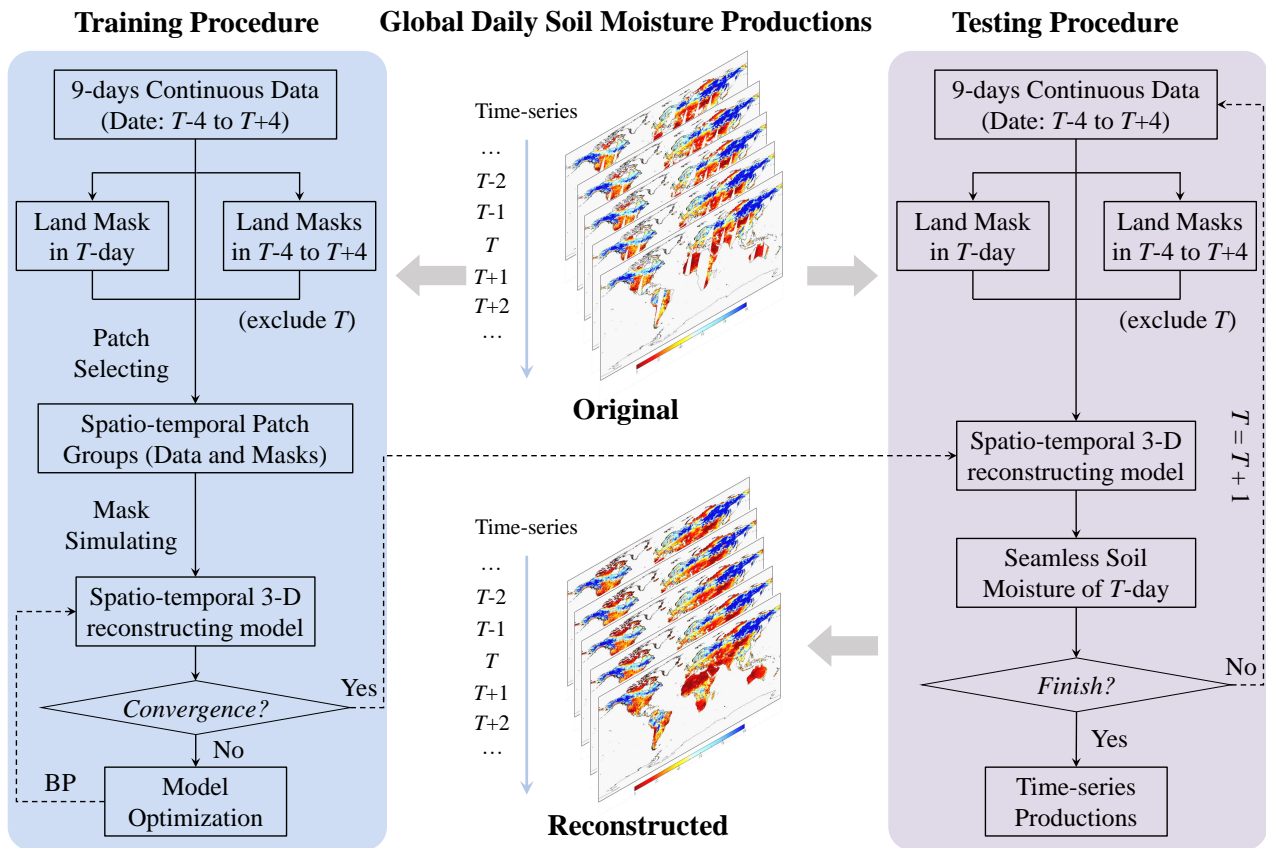 Training Procedure
9-days Continuous Data
(Date: T-4 to T+4)
Land Mask
in T-day
Land Masks
in T-4 to T+4
(exclude T)
Patch
Selecting
Spatio-temporal Patch
Groups (Data and Masks)
Mask
Simulating
Spatio-temporal 3-D
reconstructing model
Convergence?
Yes
No
BP
Model
Optimization
Global Daily Soil Moisture Productions
Time-series
…
T-2
T-1
T
T+1
T+2
…
Original
Time-series
…
T-2
T-1
T
T+1
T+2
…
Reconstructed
Testing Procedure
9-days Continuous Data
(Date: T-4 to T+4)
Land Mask
in T-day
Land Masks
in T-4 to T+4
(exclude T)
Spatio-temporal 3-D
reconstructing model
T = T + 1
Seamless Soil
Moisture of T-day
Finish?
No
Yes
Time-series
Productions